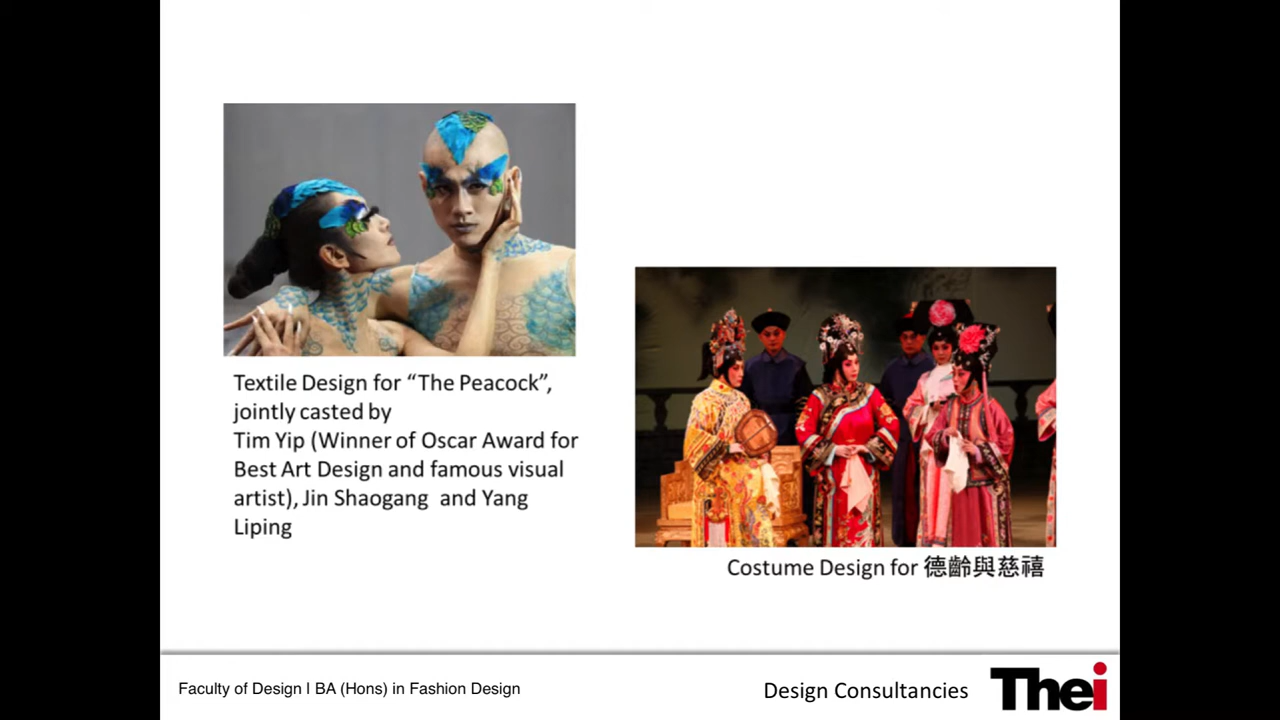 Textile Design for “The Peacock”,
jointly casted by
Tim Yip (Winner of Oscar Award for
Best Art Design and famous visual
artist), Jin Shaogang  and Yang
Liping
Costume Design for 德齡與慈禧
Faculty of Design I BA (Hons) in Fashion Design
Design Consultancies
Thei